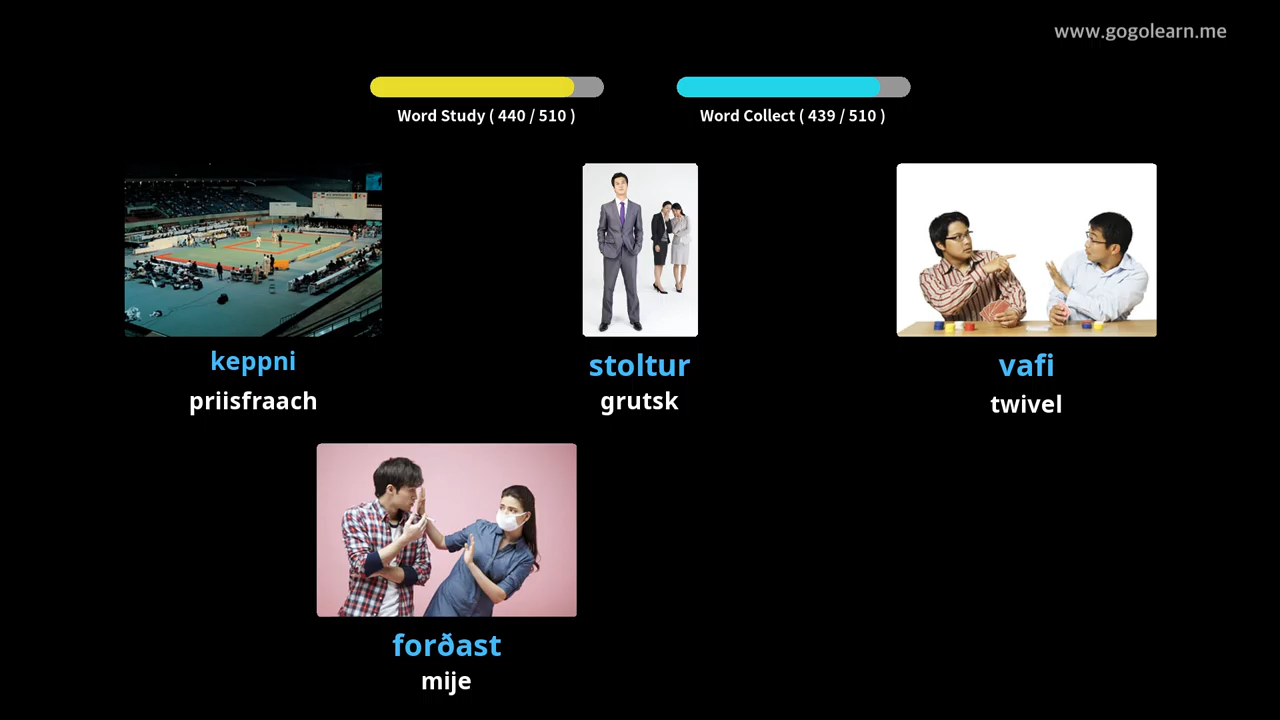 www.gogolearn.me
Word Study ( 440 / 510 )
Word Collect ( 439 / 510 )
keppni
priisfraach
stoltur
grutsk
vafi
twivel
forðast
mije